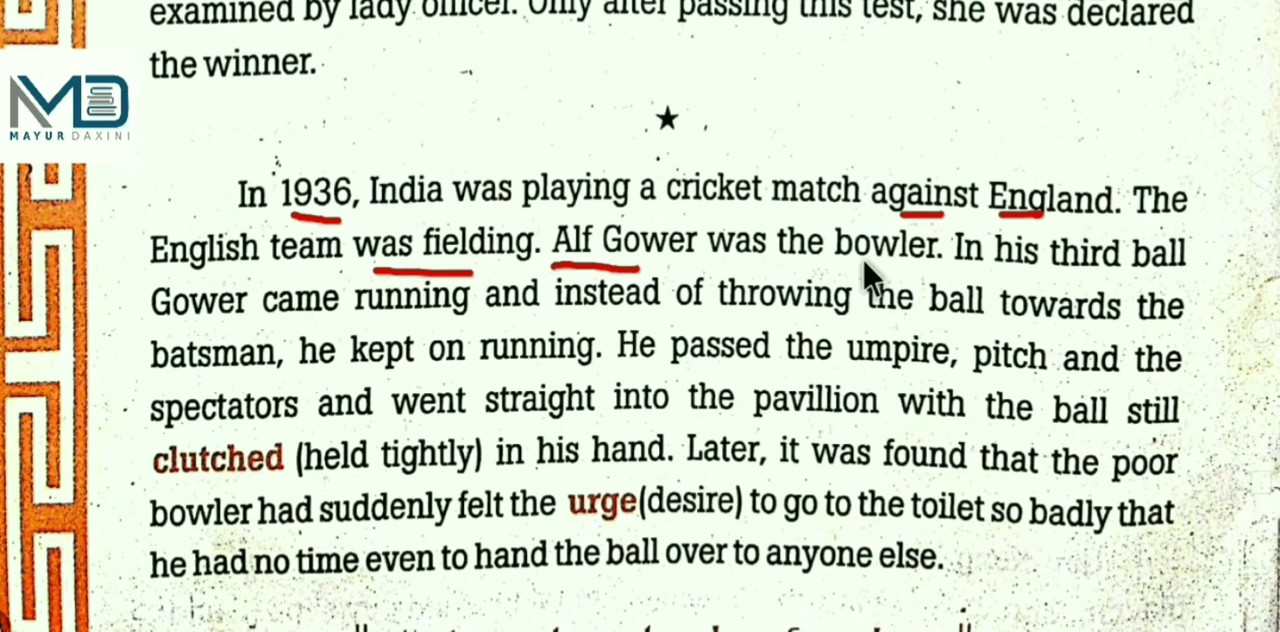 examined by lady officer. Only after passing this test, she was declared
the winner.
MD
MAYUR DAXINI
★
In 1936, India was playing a cricket match against England. The
English team was fielding. Alf Gower was the bowler. In his third ball
Gower came running and instead of throwing the ball towards the
batsman, he kept on running. He passed the umpire, pitch and the
spectators and went straight into the pavillion with the ball still
clutched (held tightly) in his hand. Later, it was found that the poor
bowler had suddenly felt the urge(desire) to go to the toilet so badly that
he had no time even to hand the ball over to anyone else.